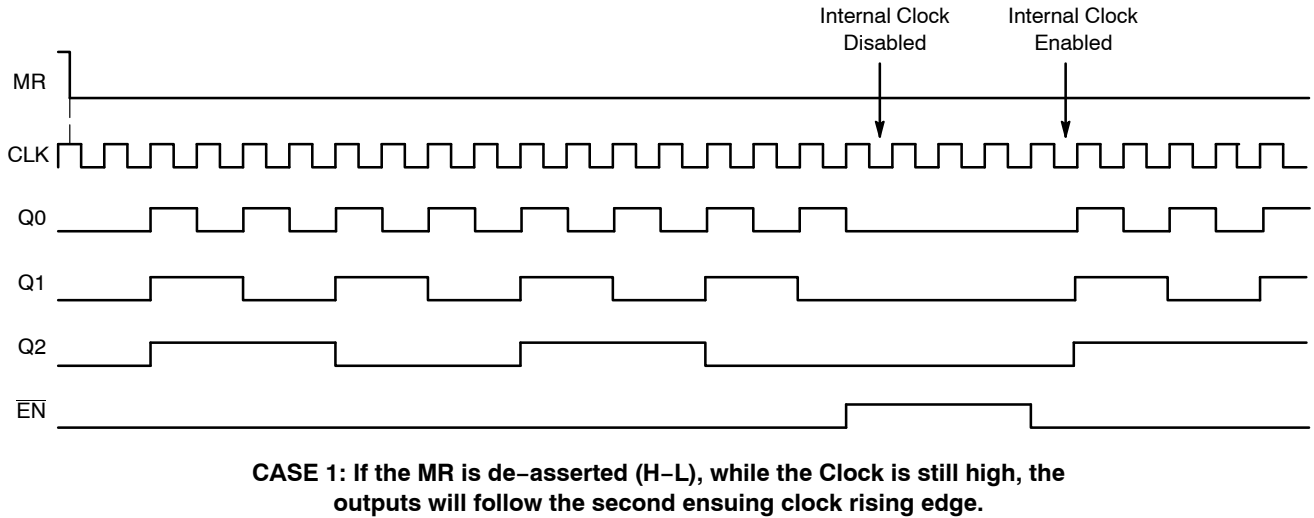 Internal Clock
Disabled
Internal Clock
Enabled
MR
CLK
Q0
Q1
Q2
E̅N̅
CASE 1: If the MR is de−asserted (H−L), while the Clock is still high, the
outputs will follow the second ensuing clock rising edge.